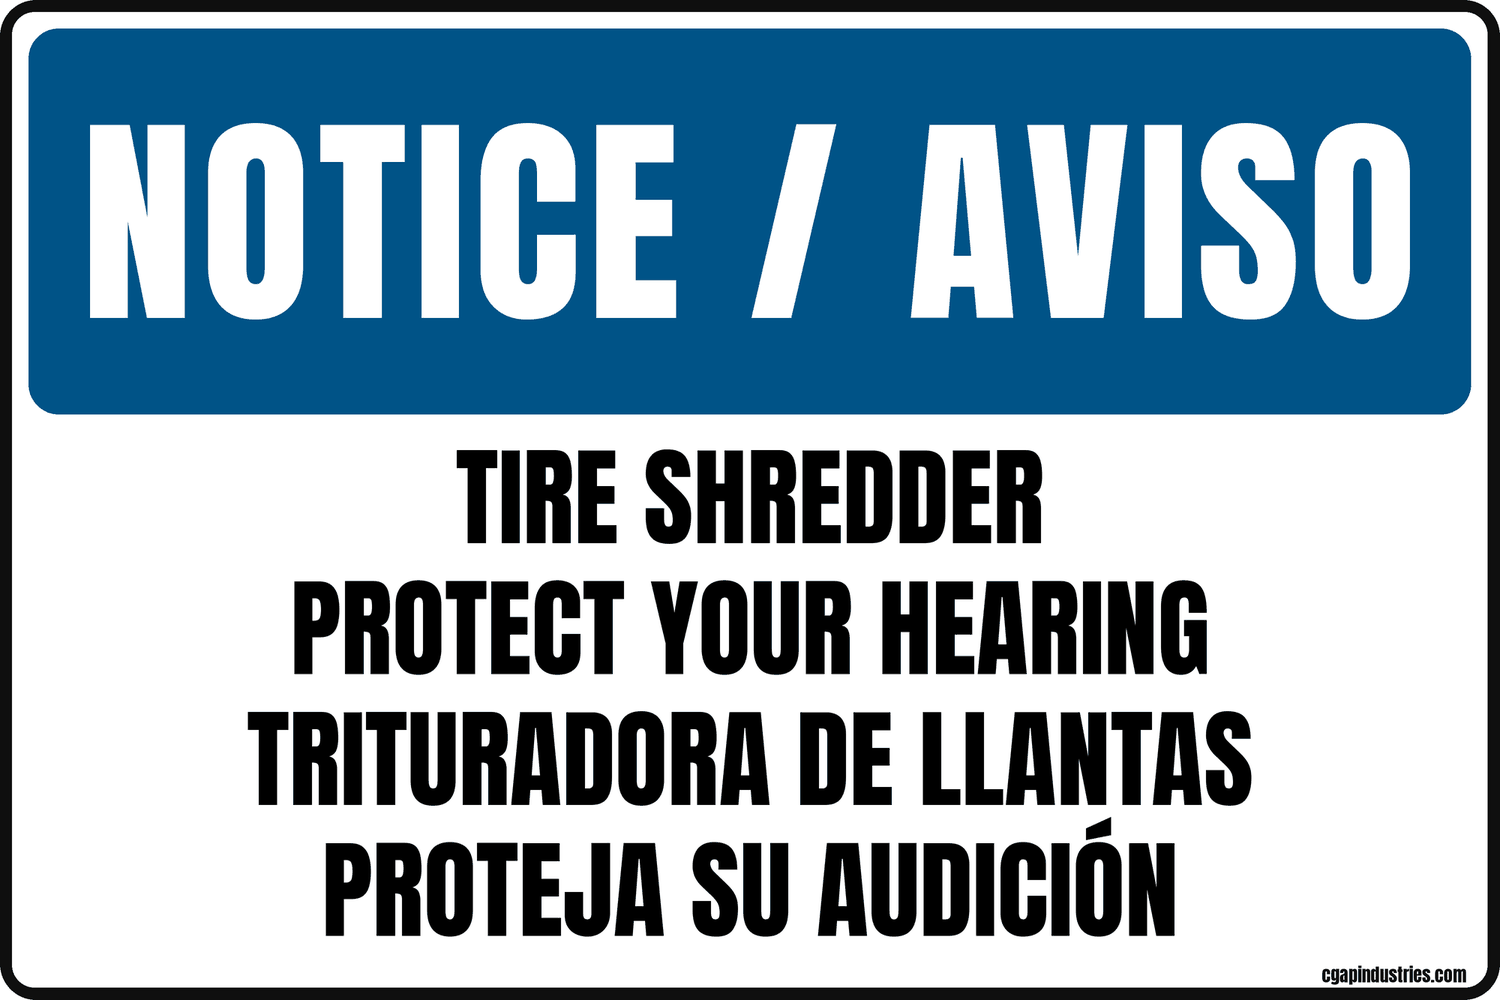 NOTICE / AVISO
TIRE SHREDDER
PROTECT YOUR HEARING
TRITURADORA DE LLANTAS
PROTEJA SU AUDICIÓN
cgapindustries.com